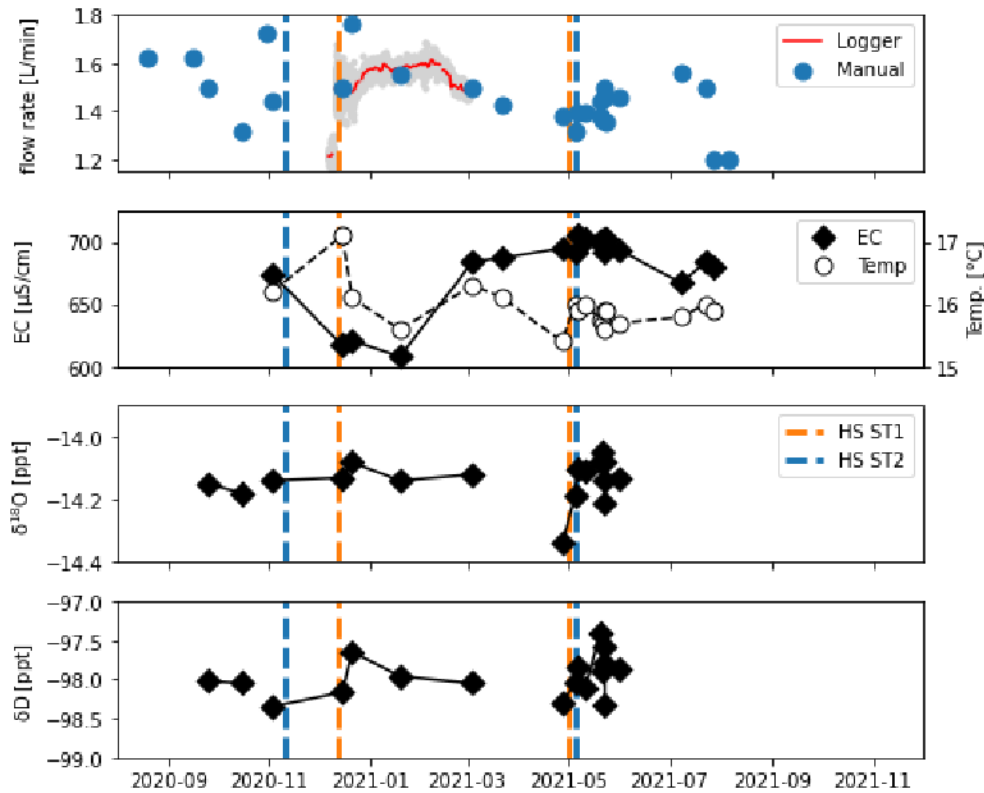 1.8
1.6
1.4
1.2
flow rate [L/min]
Logger
Manual
700
650
600
EC [µS/cm]
EC
Temp
17
16
15
Temp. [°C]
−14.0
−14.2
−14.4
δ¹⁸O [ppt]
HS ST1
HS ST2
−97.0
−97.5
−98.0
−98.5
−99.0
δD [ppt]
2020-09 2020-11 2021-01 2021-03 2021-05 2021-07 2021-09 2021-11